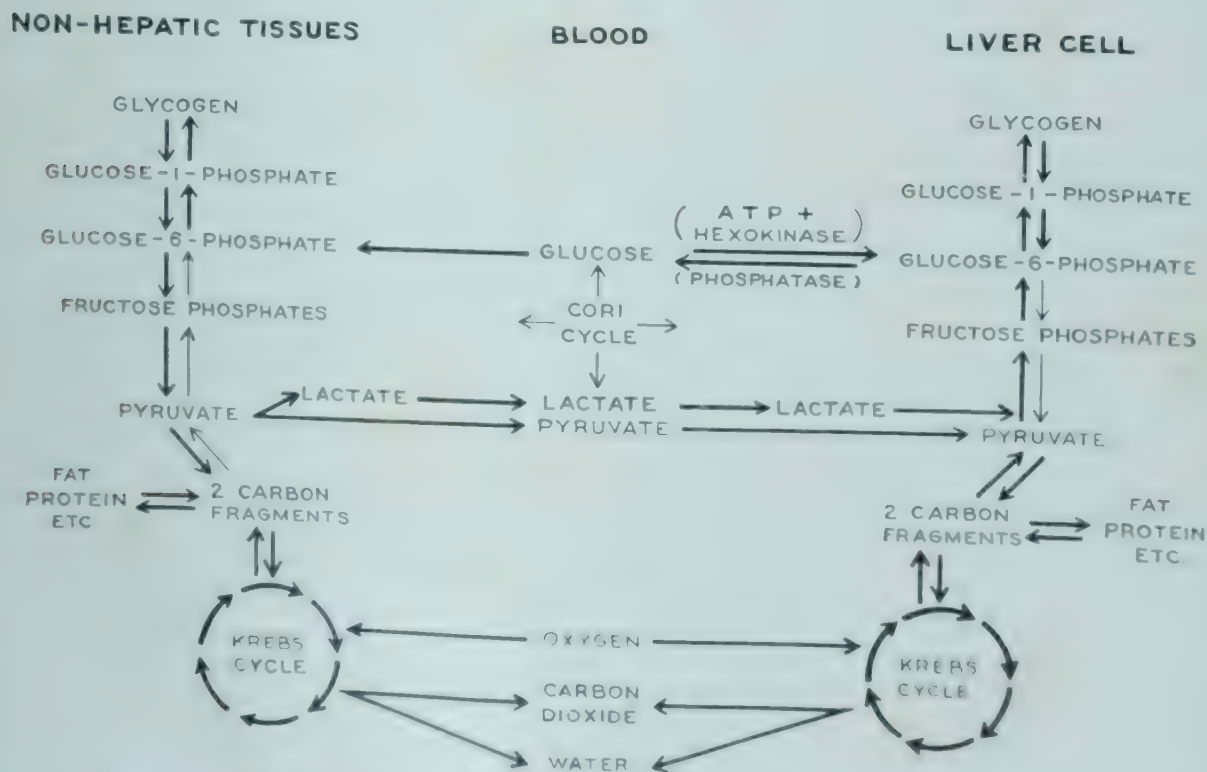 NON-HEPATIC TISSUES
GLYCOGEN
GLUCOSE-1-PHOSPHATE
GLUCOSE-6-PHOSPHATE
FRUCTOSE PHOSPHATES
PYRUVATE
LACTATE
FAT
PROTEIN
ETC
2 CARBON
FRAGMENTS
KREBS
CYCLE
BLOOD
GLUCOSE
(ATP +
HEXOKINASE)
(PHOSPHATASE)
CORI
CYCLE
LACTATE
PYRUVATE
LACTATE
OXYGEN
CARBON
DIOXIDE
WATER
LIVER CELL
GLYCOGEN
GLUCOSE-1-PHOSPHATE
GLUCOSE-6-PHOSPHATE
FRUCTOSE PHOSPHATES
PYRUVATE
2 CARBON
FRAGMENTS
FAT
PROTEIN
ETC.
KREBS
CYCLE